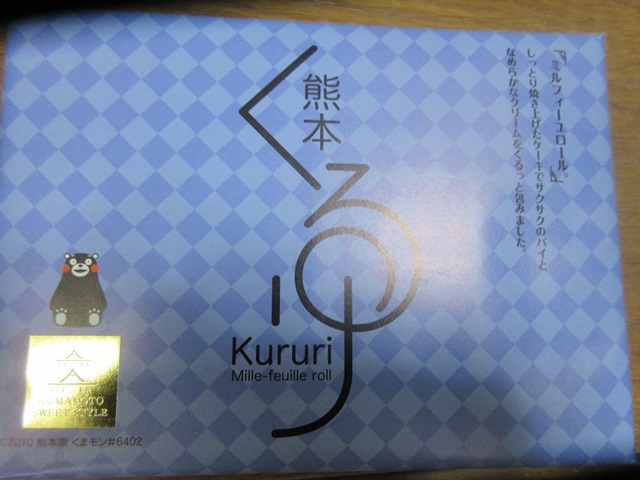 『ミルフィーユロール。』
しっとり焼き上げたケーキでサクサクのパイと
なめらかなクリームをくるっと包みました。
熊本
くるり
Kururi
Mille-feuille roll
KUMAMOTO
SWEET STYLE
©2010 熊本県 くまモン#6402